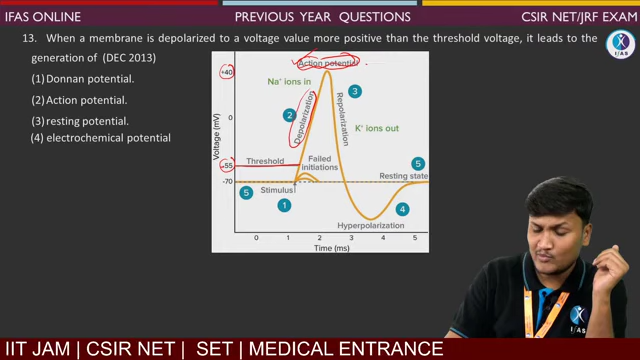 IFAS ONLINE PREVIOUS YEAR QUESTIONS CSIR NET/JRF EXAM
13. When a membrane is depolarized to a voltage value more positive than the threshold voltage, it leads to the
generation of (DEC 2013)
(1) Donnan potential.
(2) Action potential.
(3) resting potential.
(4) electrochemical potential
Action potential
+40
Na⁺ ions in
3
2
Depolarization
Repolarization
0
K⁺ ions out
Voltage (mV)
Threshold
Failed
initiations
5
-55
Resting state
-70
5
Stimulus
1
4
Hyperpolarization
0 1 2 3 4 5
Time (ms)
IFAS
IIT JAM | CSIR NET | SET | MEDICAL ENTRANCE